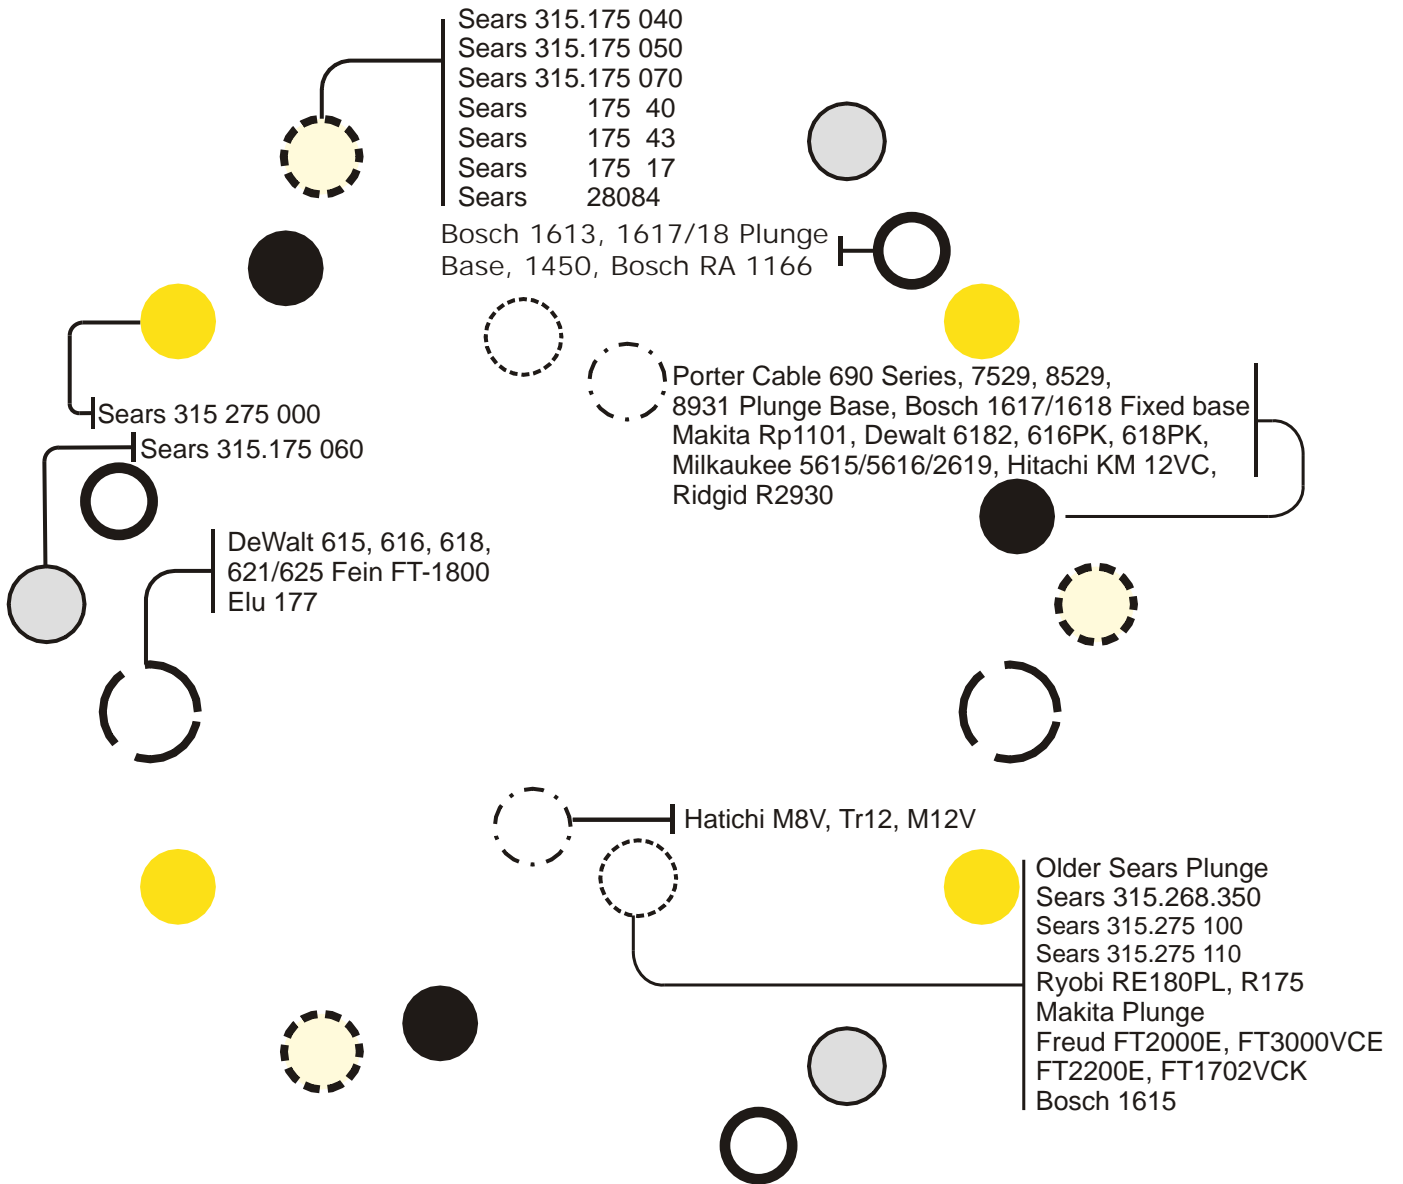 Sears 315.175 040
Sears 315.175 050
Sears 315.175 070
Sears 175 40
Sears 175 43
Sears 175 17
Sears 28084
Bosch 1613, 1617/18 Plunge
Base, 1450, Bosch RA 1166
Porter Cable 690 Series, 7529, 8529,
8931 Plunge Base, Bosch 1617/1618 Fixed base
Makita Rp1101, Dewalt 6182, 616PK, 618PK,
Milkaukee 5615/5616/2619, Hitachi KM 12VC,
Ridgid R2930
Sears 315 275 000
Sears 315.175 060
DeWalt 615, 616, 618,
621/625 Fein FT-1800
Elu 177
Hatichi M8V, Tr12, M12V
Older Sears Plunge
Sears 315.268.350
Sears 315.275 100
Sears 315.275 110
Ryobi RE180PL, R175
Makita Plunge
Freud FT2000E, FT3000VCE
FT2200E, FT1702VCK
Bosch 1615